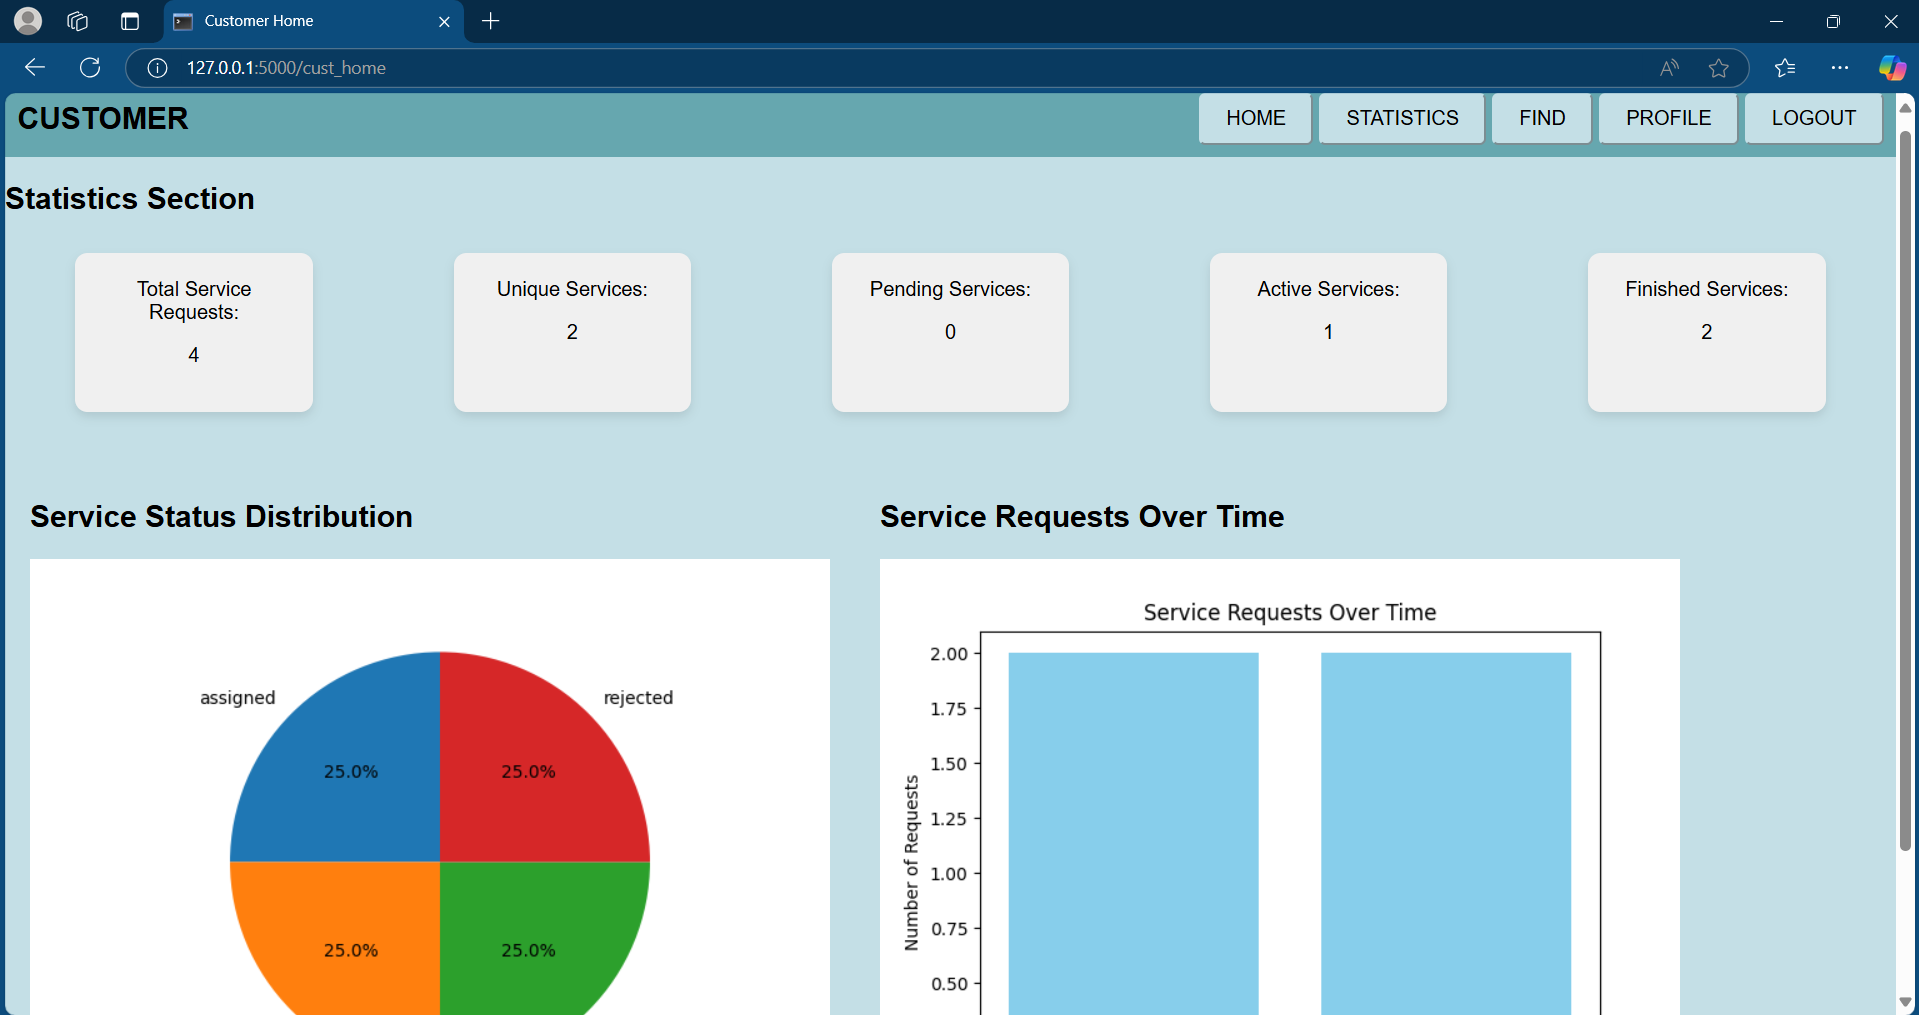 Customer Home
127.0.0.1:5000/cust_home
CUSTOMER
HOME
STATISTICS
FIND
PROFILE
LOGOUT
Statistics Section
Total Service
Requests:
4
Unique Services:
2
Pending Services:
0
Active Services:
1
Finished Services:
2
Service Status Distribution
Service Requests Over Time
assigned
rejected
25.0%
25.0%
25.0%
25.0%
Service Requests Over Time
Number of Requests
2.00
1.75
1.50
1.25
1.00
0.75
0.50